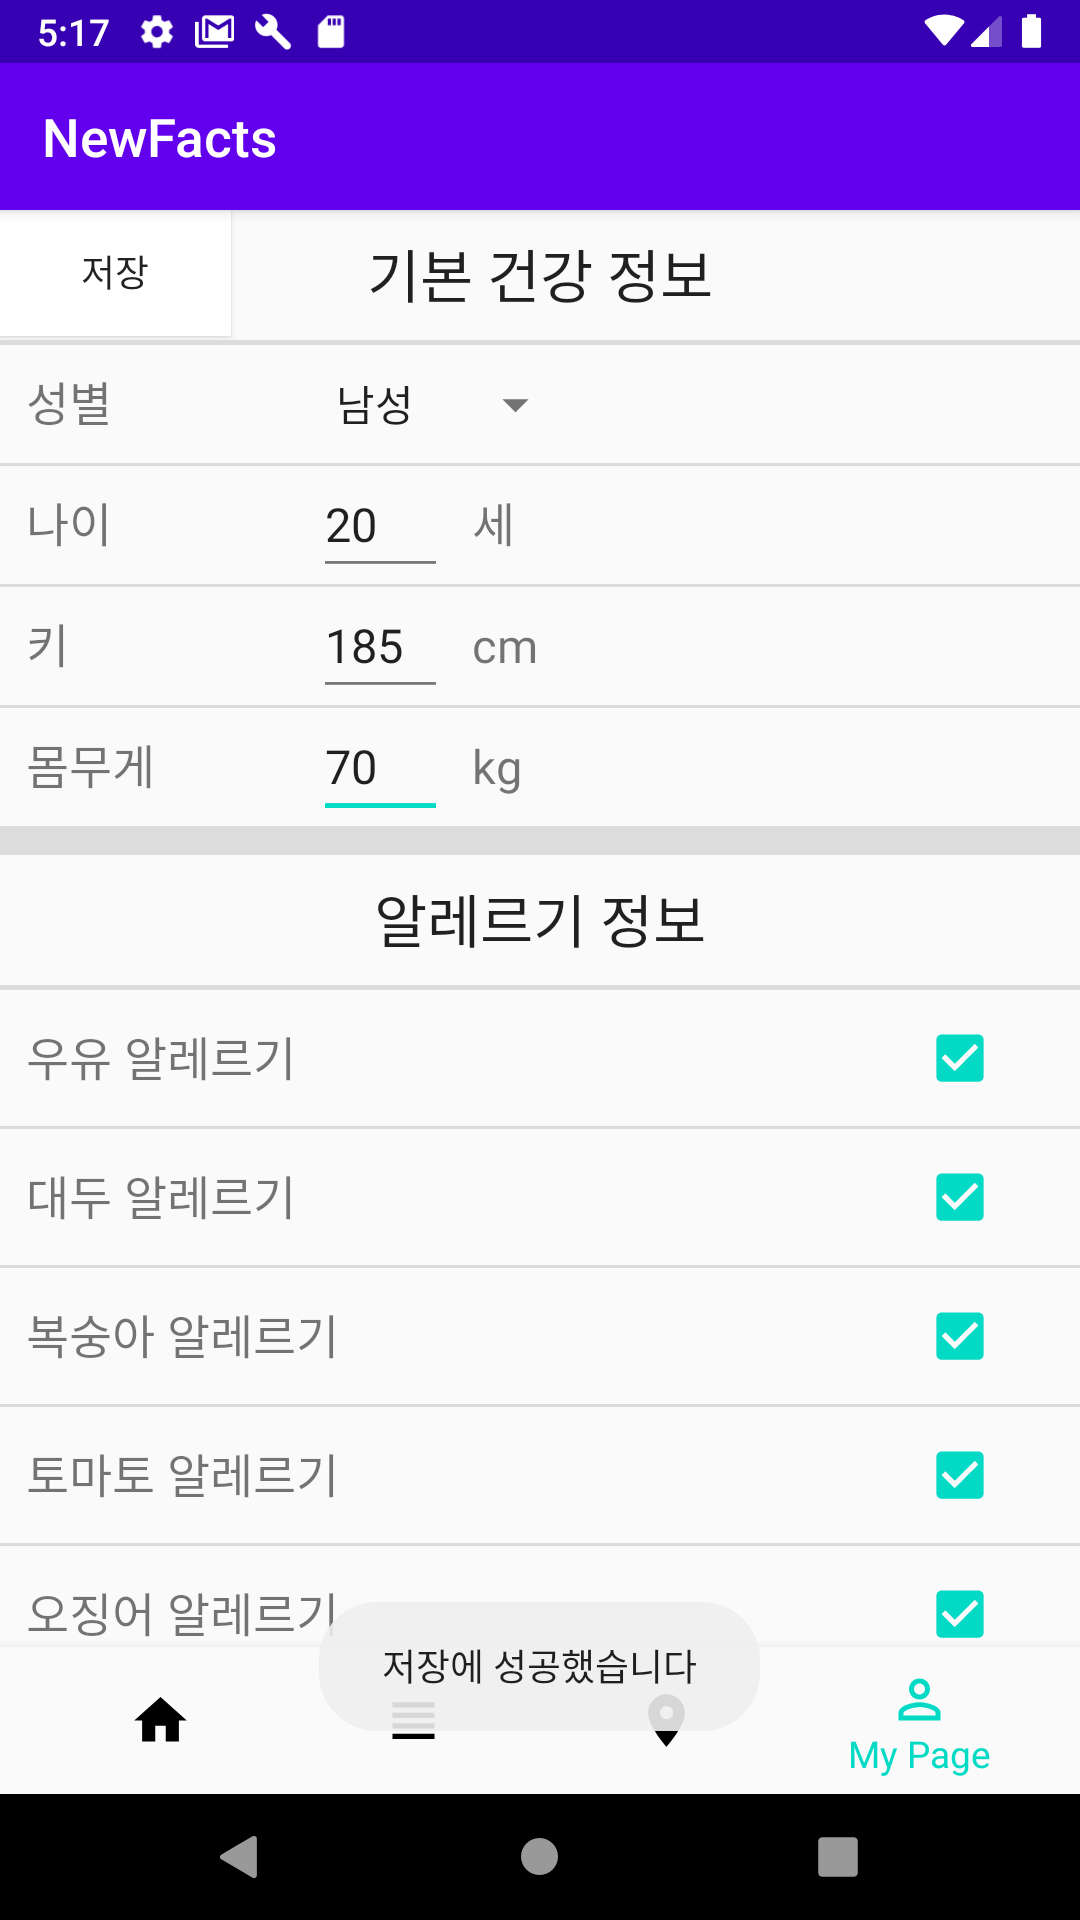 5:17
NewFacts
저장
기본 건강 정보
성별 남성
나이 20 세
키 185 cm
몸무게 70 kg
알레르기 정보
우유 알레르기
대두 알레르기
복숭아 알레르기
토마토 알레르기
오징어 알레르기
저장에 성공했습니다
My Page